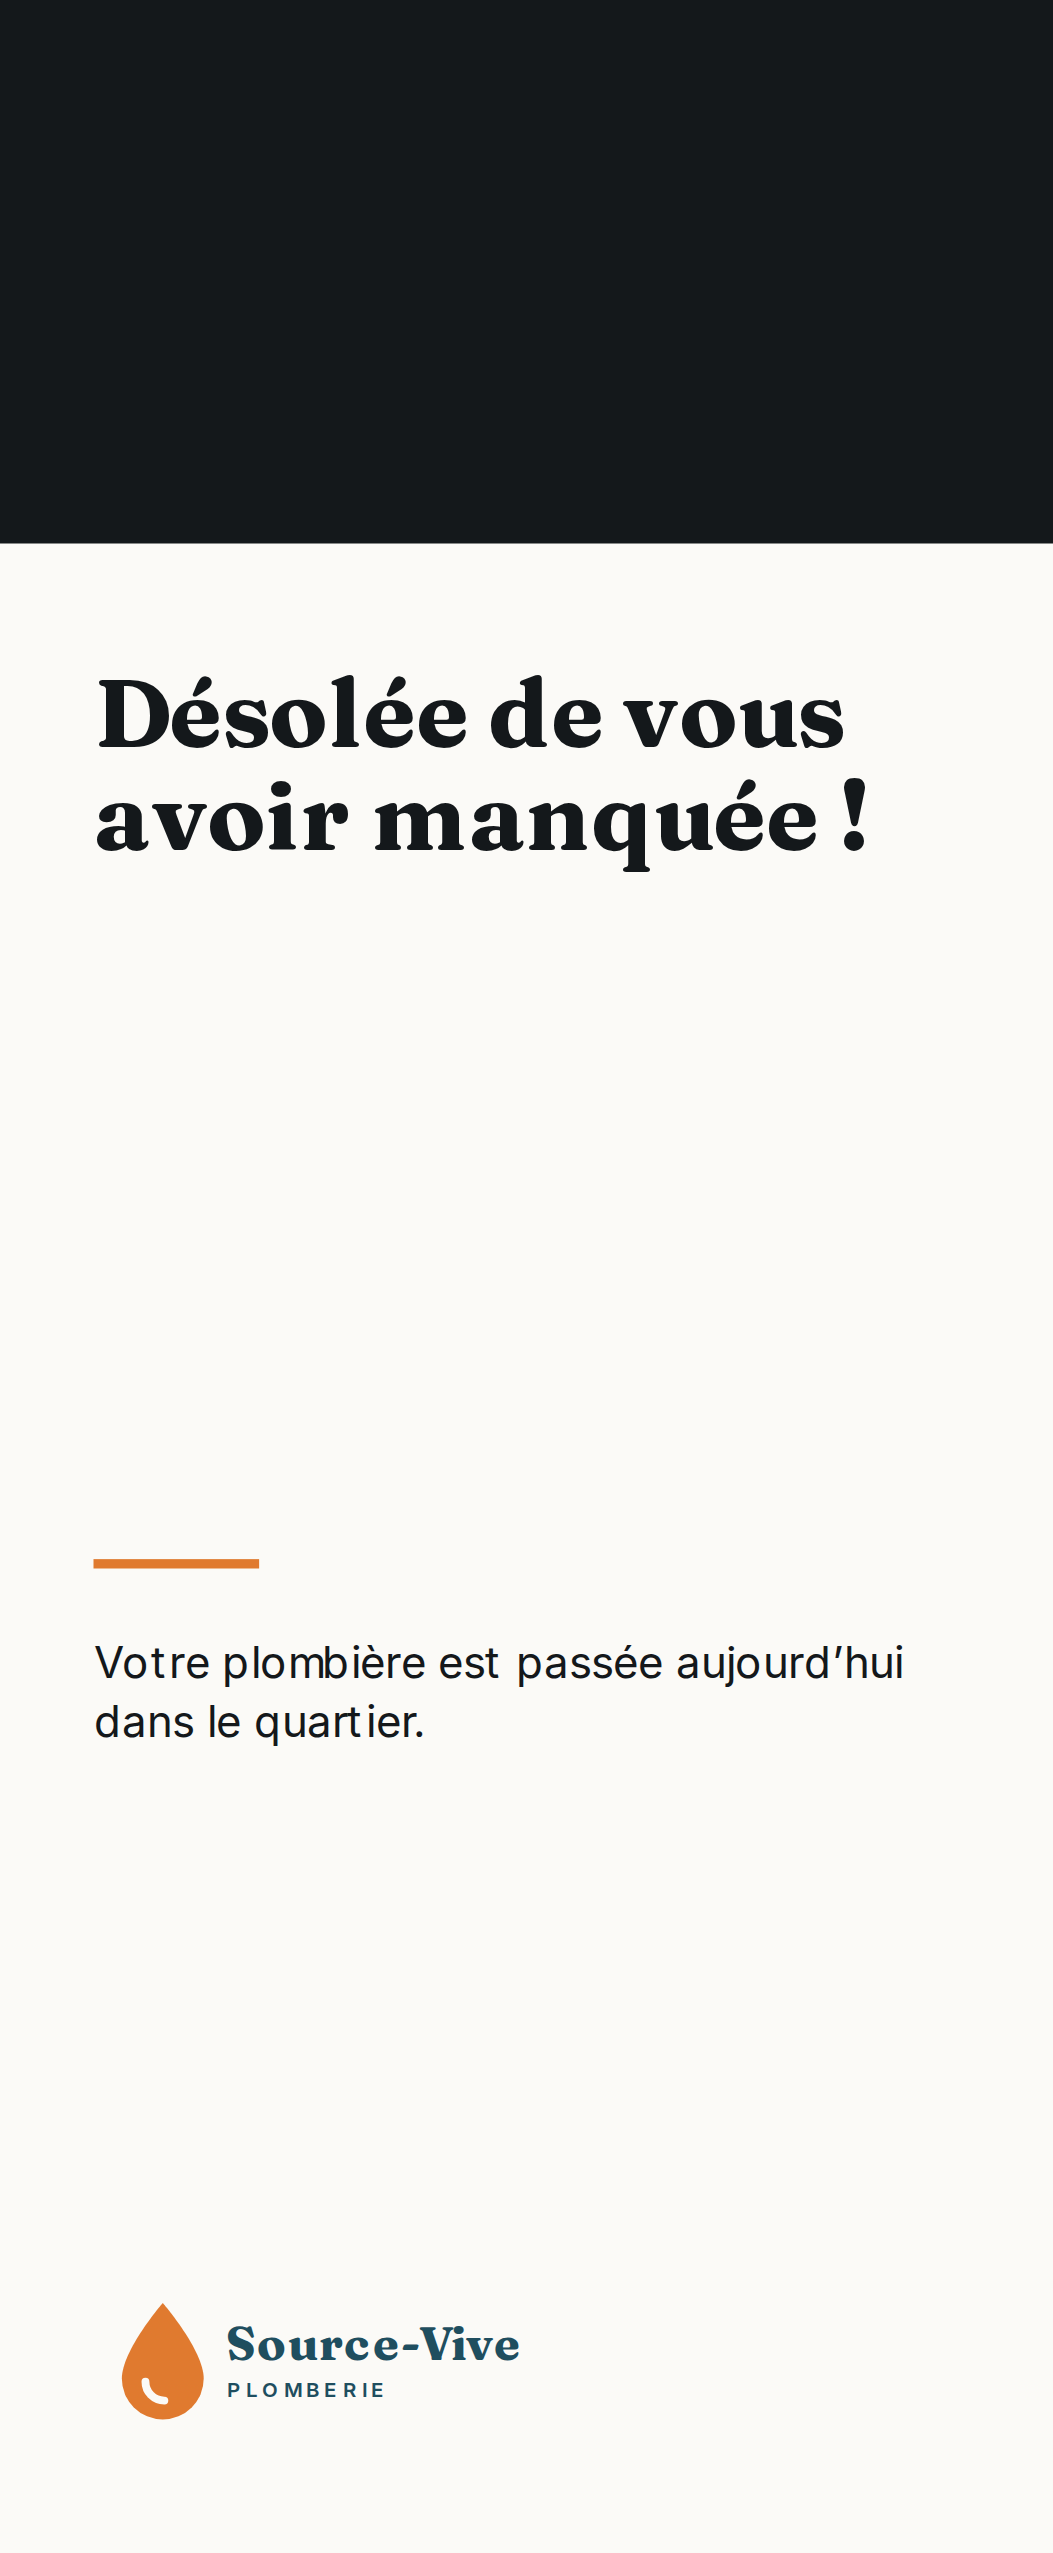 Désolée de vous
avoir manquée !
Votre plombière est passée aujourd’hui
dans le quartier.
Source-Vive
PLOMBERIE